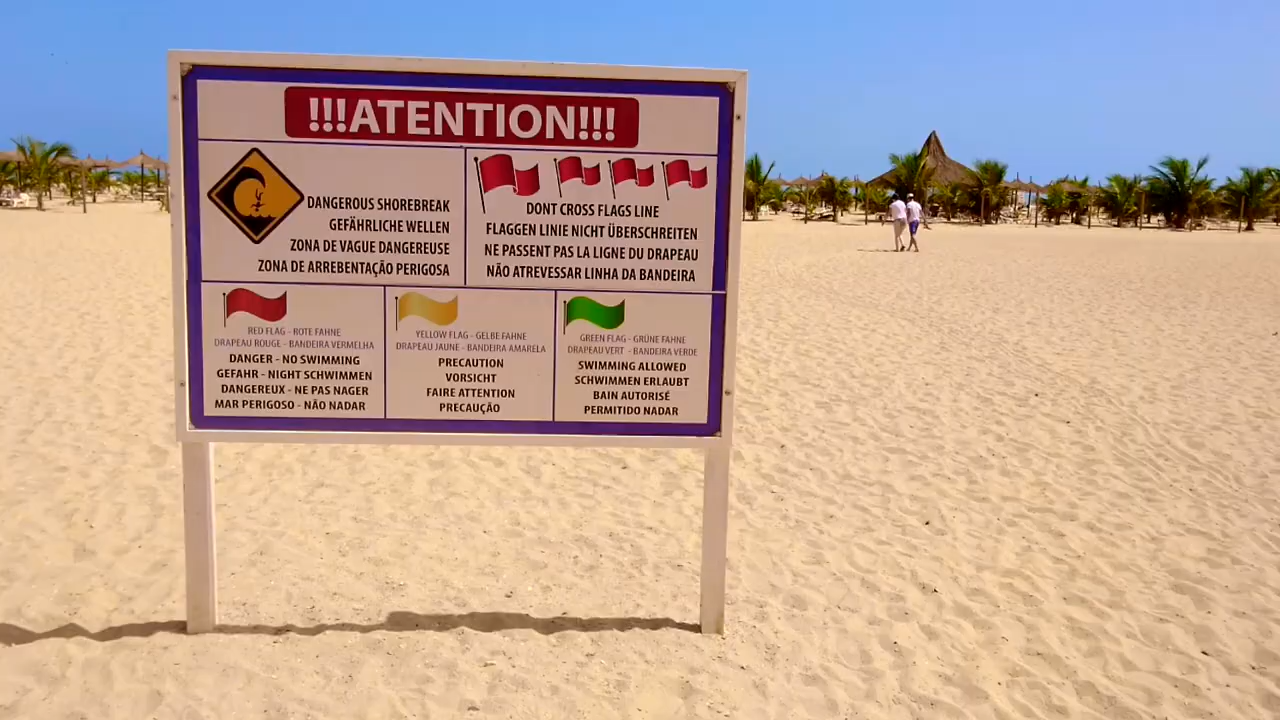 !!!ATENTION!!!
DANGEROUS SHOREBREAK
GEFÄHRLICHE WELLEN
ZONA DE VAGUE DANGEREUSE
ZONA DE ARREBENTAÇÃO PERIGOSA
DONT CROSS FLAGS LINE
FLAGGEN LINIE NICHT ÜBERSCHREITEN
NE PASSENT PAS LA LIGNE DU DRAPEAU
NÃO ATREVESSAR LINHA DA BANDEIRA
RED FLAG - ROTE FAHNE
DRAPEAU ROUGE - BANDEIRA VERMELHA
DANGER - NO SWIMMING
GEFAHR - NIGHT SCHWIMMEN
DANGEREUX - NE PAS NAGER
MAR PERIGOSO - NÃO NADAR
YELLOW FLAG - GELBE FAHNE
DRAPEAU JAUNE - BANDEIRA AMARELA
PRECAUTION
VORSICHT
FAIRE ATTENTION
PRECAUÇÃO
GREEN FLAG - GRÜNE FAHNE
DRAPEAU VERT - BANDEIRA VERDE
SWIMMING ALLOWED
SCHWIMMEN ERLAUBT
BAIN AUTORISÉ
PERMITIDO NADAR